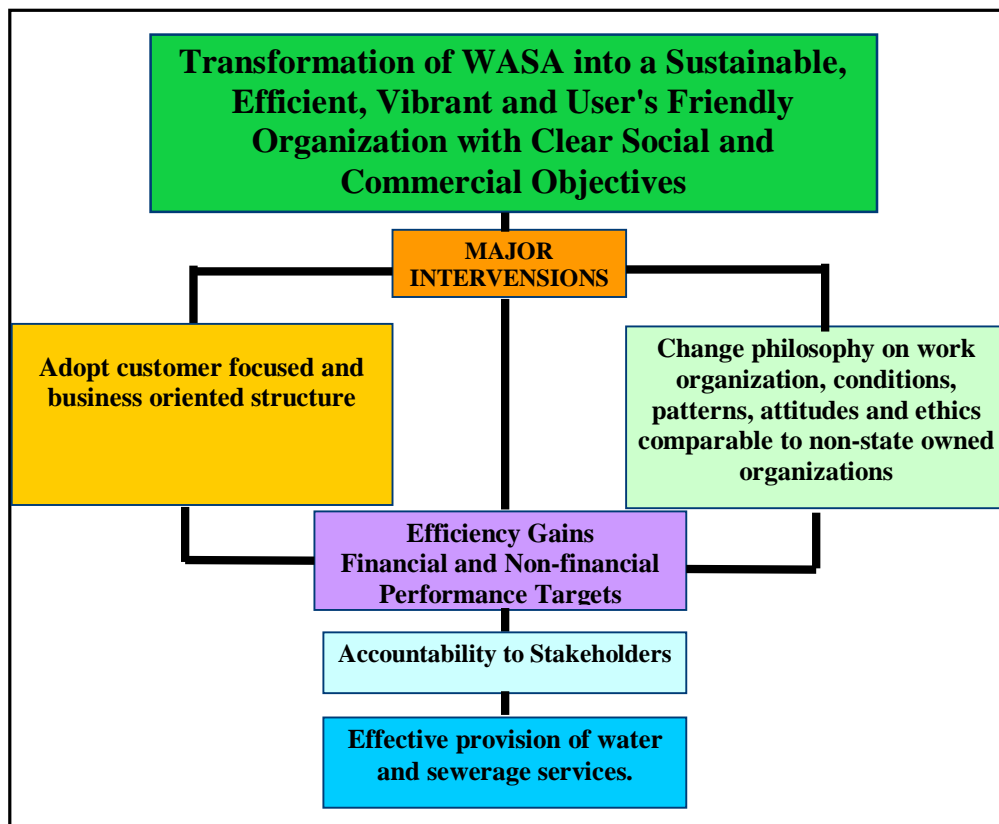 Transformation of WASA into a Sustainable,
Efficient, Vibrant and User's Friendly
Organization with Clear Social and
Commercial Objectives
MAJOR
INTERVENSIONS
Adopt customer focused and
business oriented structure
Change philosophy on work
organization, conditions,
patterns, attitudes and ethics
comparable to non-state owned
organizations
Efficiency Gains
Financial and Non-financial
Performance Targets
Accountability to Stakeholders
Effective provision of water
and sewerage services.